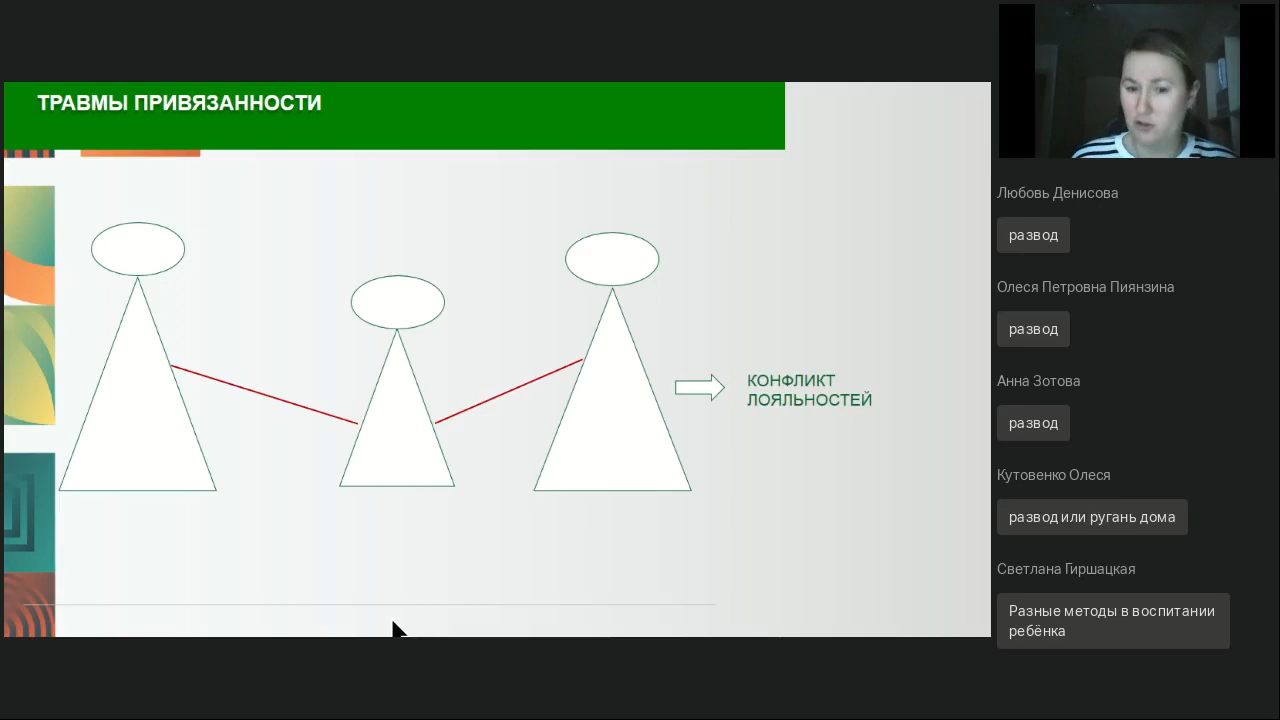 ТРАВМЫ ПРИВЯЗАННОСТИ
КОНФЛИКТ
ЛОЯЛЬНОСТЕЙ
Любовь Денисова
развод
Олеся Петровна Пиянзина
развод
Анна Зотова
развод
Кутовенко Олеся
развод или ругань дома
Светлана Гиршацкая
Разные методы в воспитании
ребёнка